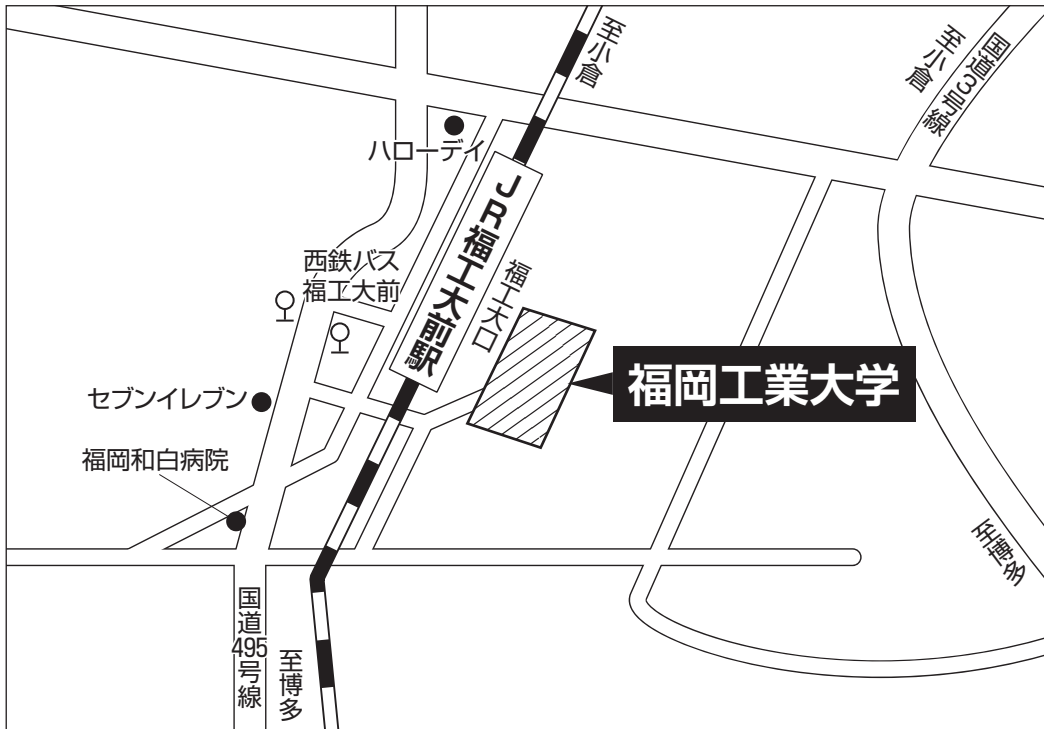 至小倉
至小倉
国道3号線
ハローデイ
JR福工大前駅
西鉄バス
福工大前
福工大口
福岡工業大学
セブンイレブン
福岡和白病院
至博多
国道495号線
至博多